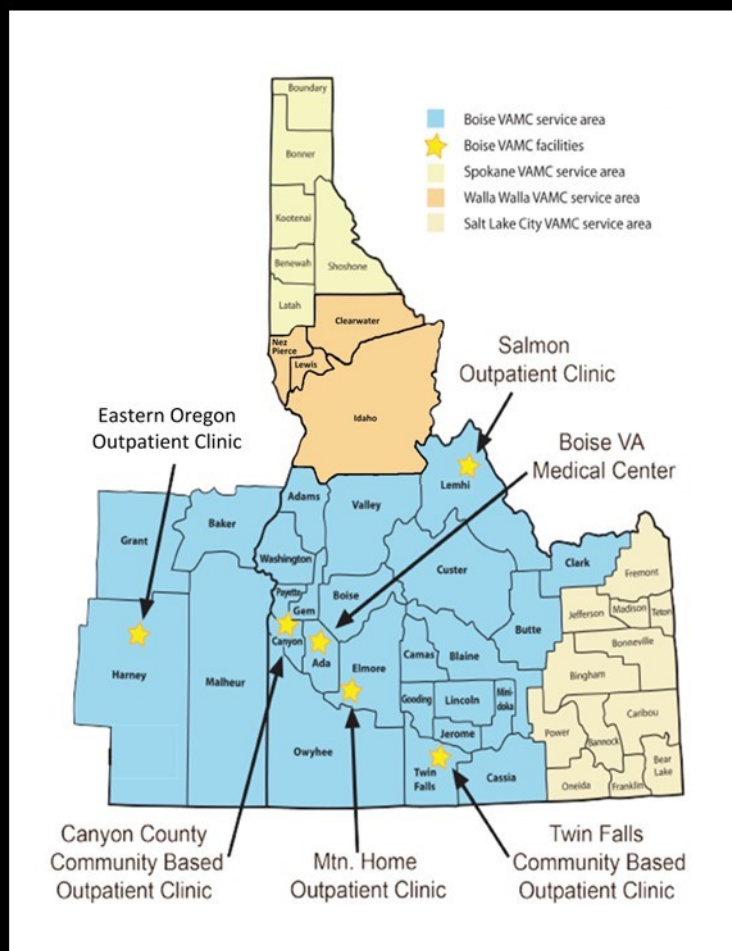 Boundary
Bonner
Kootenai
Benewah
Shoshone
Latah
Boise VAMC service area
Boise VAMC facilities
Spokane VAMC service area
Walla Walla VAMC service area
Salt Lake City VAMC service area
Clearwater
Nez
Pierce
Lewis
Idaho
Salmon
Outpatient Clinic
Eastern Oregon
Outpatient Clinic
Boise VA
Medical Center
Lemhi
Adams
Valley
Baker
Grant
Washington
Custer
Clark
Fremont
Payette
Gem
Boise
Butte
Jefferson
Madison
Teton
Canyon
Ada
Elmore
Camas
Blaine
Bonneville
Harney
Malheur
Bingham
Gooding
Lincoln
Mini-
doka
Caribou
Power
Bannock
Jerome
Owyhee
Twin
Falls
Cassia
Bear
Lake
Oneida
Franklin
Canyon County
Community Based
Outpatient Clinic
Mtn. Home
Outpatient Clinic
Twin Falls
Community Based
Outpatient Clinic